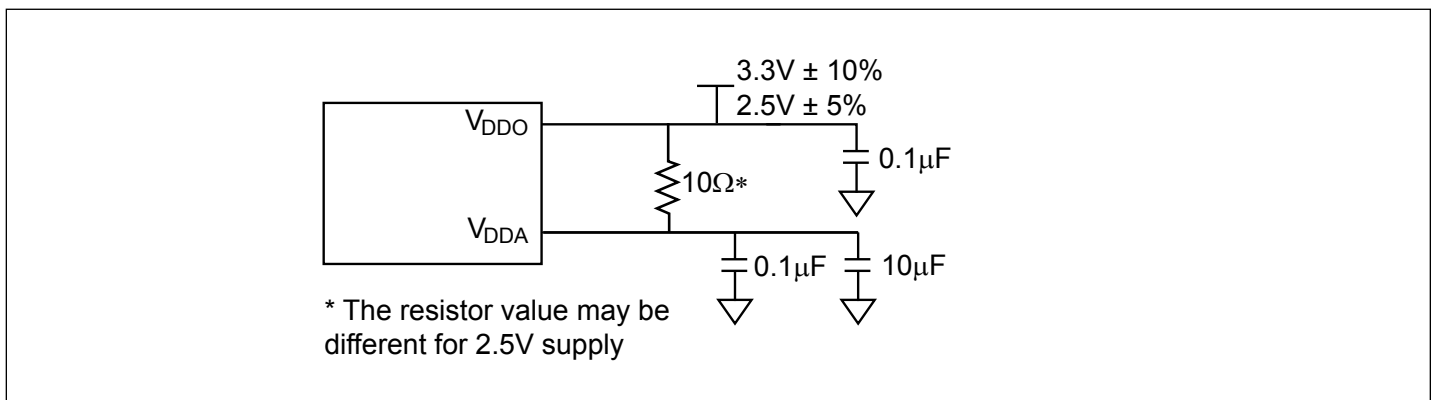 3.3V ± 10%
2.5V ± 5%
VDDO
0.1μF
10Ω*
VDDA
0.1μF
10μF
* The resistor value may be
different for 2.5V supply